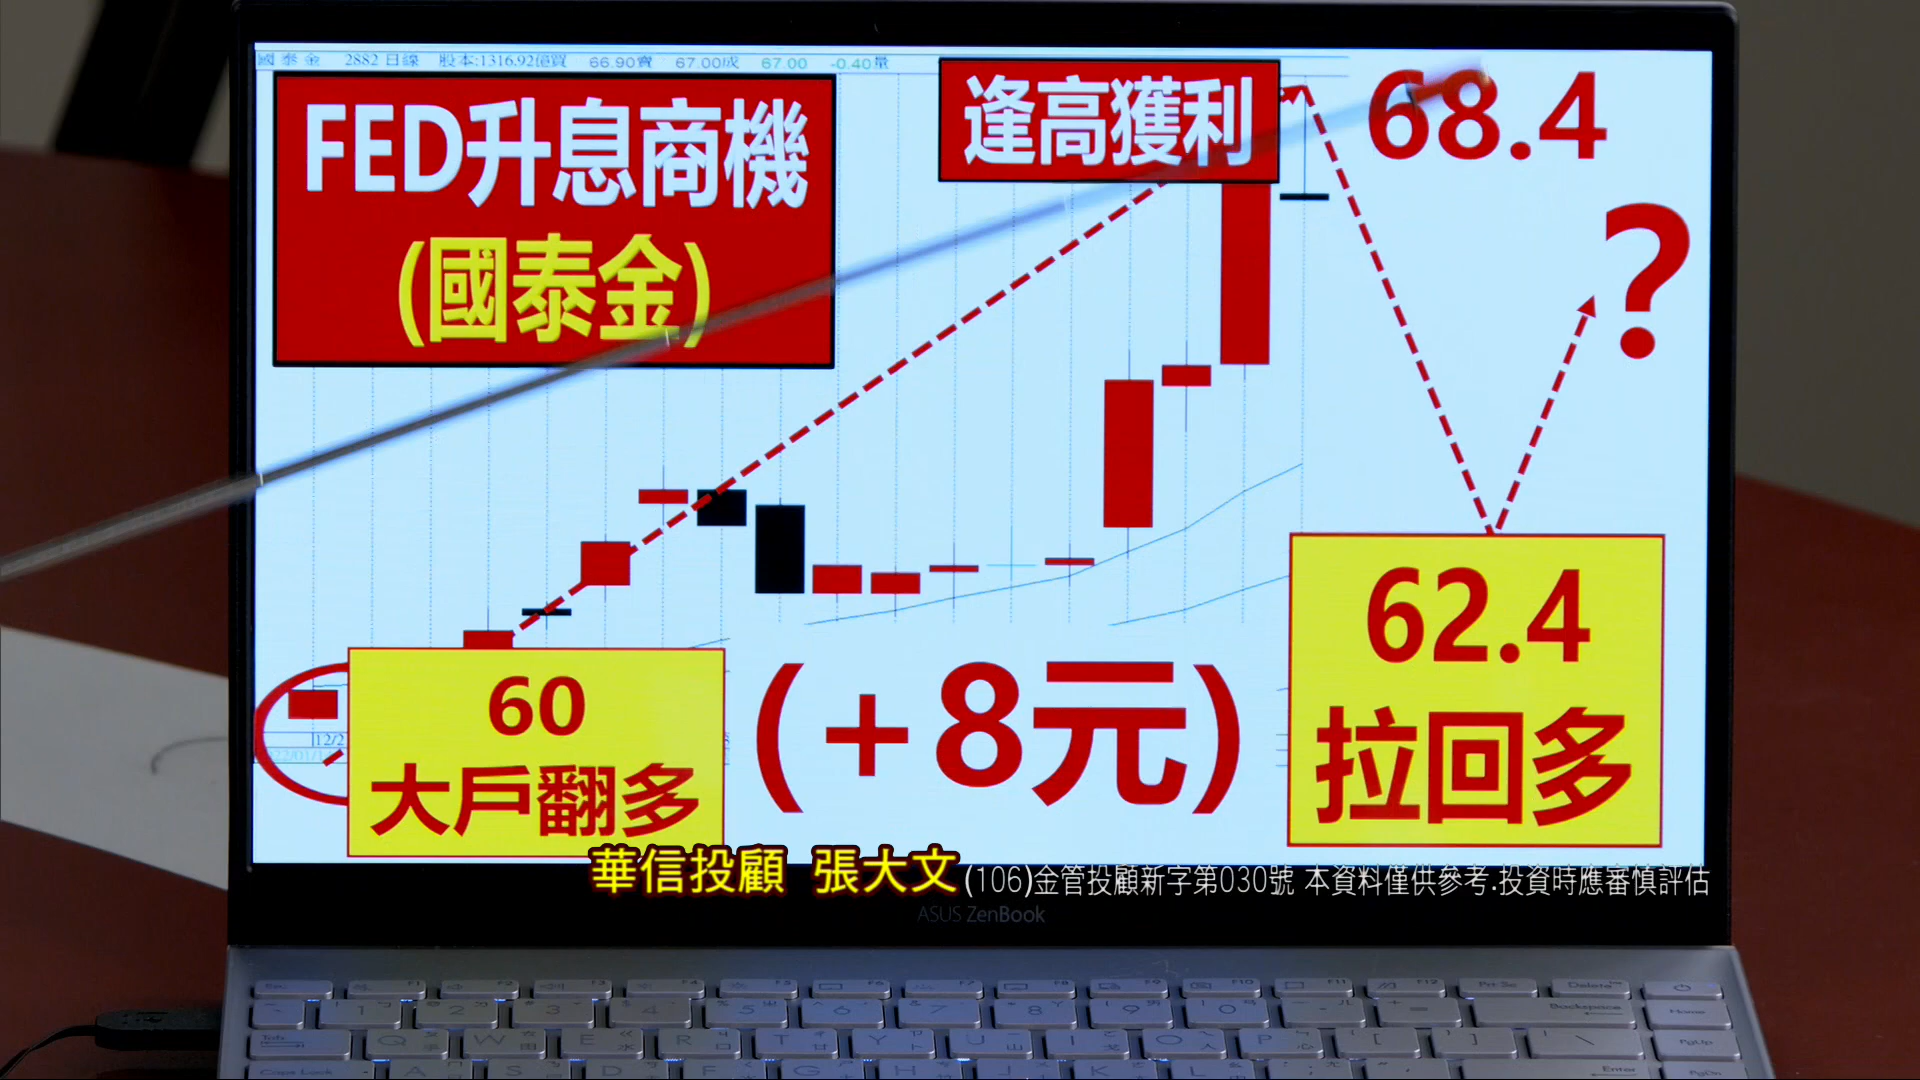 國泰金 2882 日線 股本:1316.92億買 66.90賣 67.00成 67.00 -0.40量
FED升息商機
(國泰金)
逢高獲利
68.4
?
60
大戶翻多
(+8元)
62.4
拉回多
華信投顧 張大文
(106)金管投顧新字第030號 本資料僅供參考.投資時應審慎評估
ASUS ZenBook